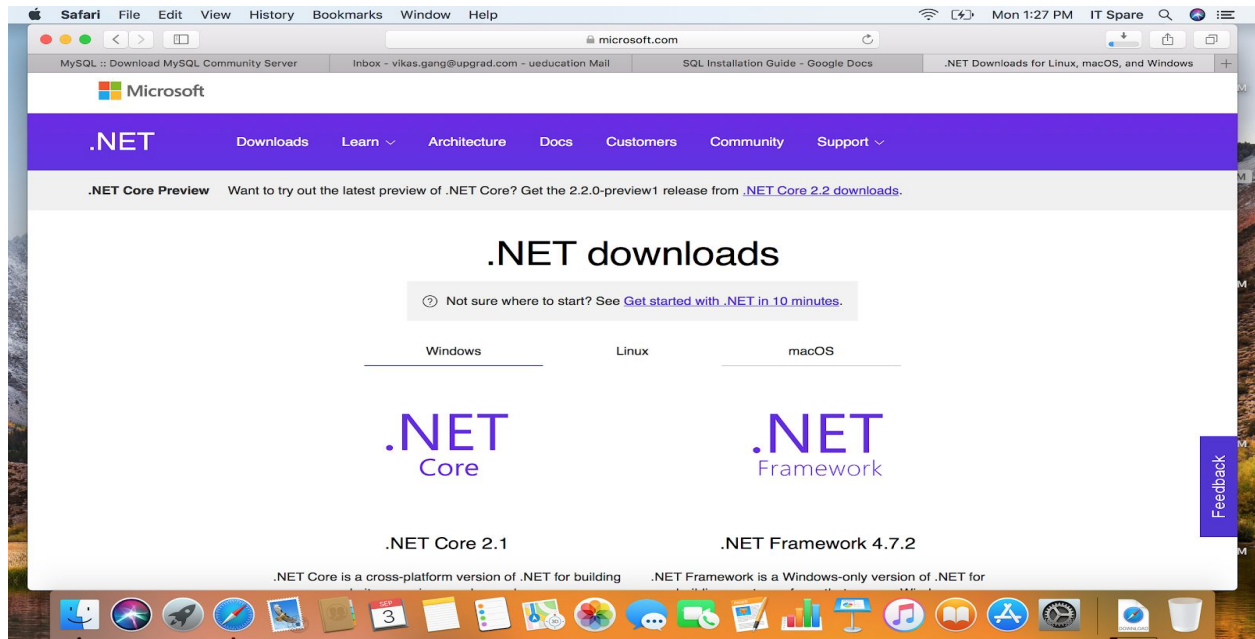 Safari File Edit View History Bookmarks Window Help Mon 1:27 PM IT Spare
microsoft.com
MySQL :: Download MySQL Community Server Inbox - vikas.gang@upgrad.com - ueducation Mail SQL Installation Guide - Google Docs .NET Downloads for Linux, macOS, and Windows
Microsoft
.NET Downloads Learn Architecture Docs Customers Community Support
.NET Core Preview Want to try out the latest preview of .NET Core? Get the 2.2.0-preview1 release from .NET Core 2.2 downloads.
.NET downloads
Not sure where to start? See Get started with .NET in 10 minutes.
Windows Linux macOS
.NET Core
.NET Framework
Feedback
.NET Core 2.1
.NET Framework 4.7.2
.NET Core is a cross-platform version of .NET for building
.NET Framework is a Windows-only version of .NET for
SEP
3